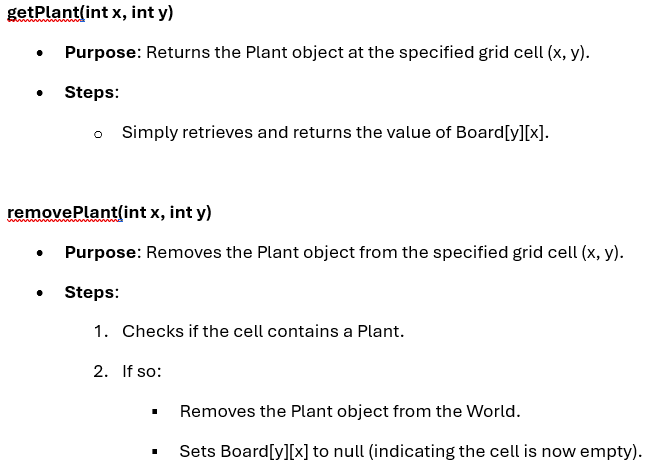 getPlant(int x, int y)
• Purpose: Returns the Plant object at the specified grid cell (x, y).
• Steps:
o Simply retrieves and returns the value of Board[y][x].
removePlant(int x, int y)
• Purpose: Removes the Plant object from the specified grid cell (x, y).
• Steps:
1. Checks if the cell contains a Plant.
2. If so:
▪ Removes the Plant object from the World.
▪ Sets Board[y][x] to null (indicating the cell is now empty).